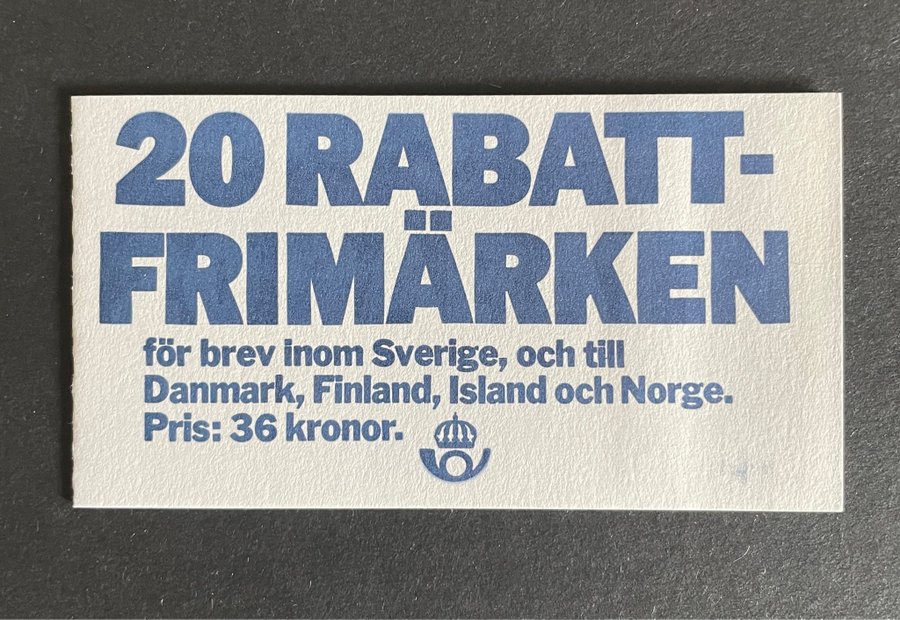 20 RABATT-
FRIMÄRKEN
för brev inom Sverige, och till
Danmark, Finland, Island och Norge.
Pris: 36 kronor.